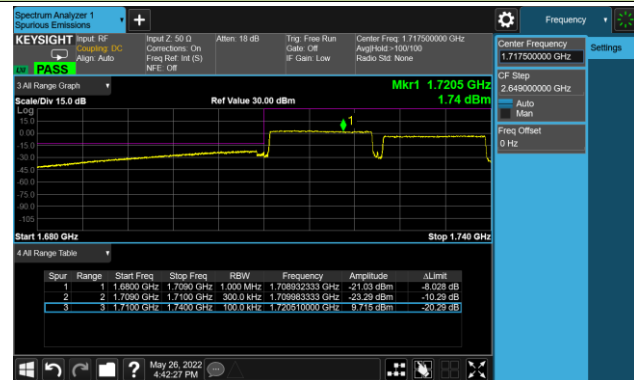 Spectrum Analyzer 1
Spurious Emissions
Frequency
KEYSIGHT Input: RF
Coupling: DC
Align: Auto
PASS
Input Z: 50 Ω
Corrections: On
Freq Ref: Int (S)
NFE: Off
Atten: 18 dB
Trig: Free Run
Gate: Off
IF Gain: Low
Center Freq: 1.717500000 GHz
Avg|Hold:>100/100
Radio Std: None
Center Frequency
1.717500000 GHz
Settings
CF Step
2.649000000 GHz
Auto
Man
Freq Offset
0 Hz
3 All Range Graph
Mkr1 1.7205 GHz
Scale/Div 15.0 dB
Ref Value 30.00 dBm
1.74 dBm
Log
15.0
0.00
-15.0
-30.0
-45.0
-60.0
-75.0
-90.0
-105
1
Start 1.680 GHz
Stop 1.740 GHz
4 All Range Table
Spur Range Start Freq Stop Freq RBW Frequency Amplitude ΔLimit
1 1 1.6800 GHz 1.7090 GHz 1.000 MHz 1.708932333 GHz -21.03 dBm -8.028 dB
2 2 1.7090 GHz 1.7100 GHz 300.0 kHz 1.709983333 GHz -23.29 dBm -10.29 dB
3 3 1.7100 GHz 1.7400 GHz 100.0 kHz 1.720510000 GHz 9.715 dBm -20.29 dB
May 26, 2022
4:42:27 PM